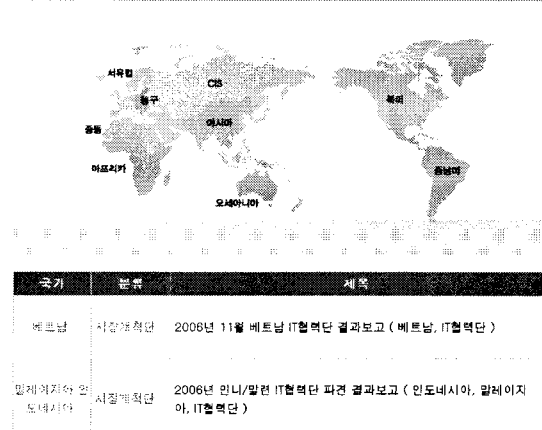 서유럽
CIS
동구
북미
중동
아시아
아프리카
중남미
오세아니아
국가 분류 제목
베트남 시장개척단 2006년 11월 베트남 IT협력단 결과보고 ( 베트남, IT협력단 )
말레이지아 인
도네시아
시장개척단
2006년 인니/말련 IT협력단 파견 결과보고 ( 인도네시아, 말레이지
아, IT협력단 )